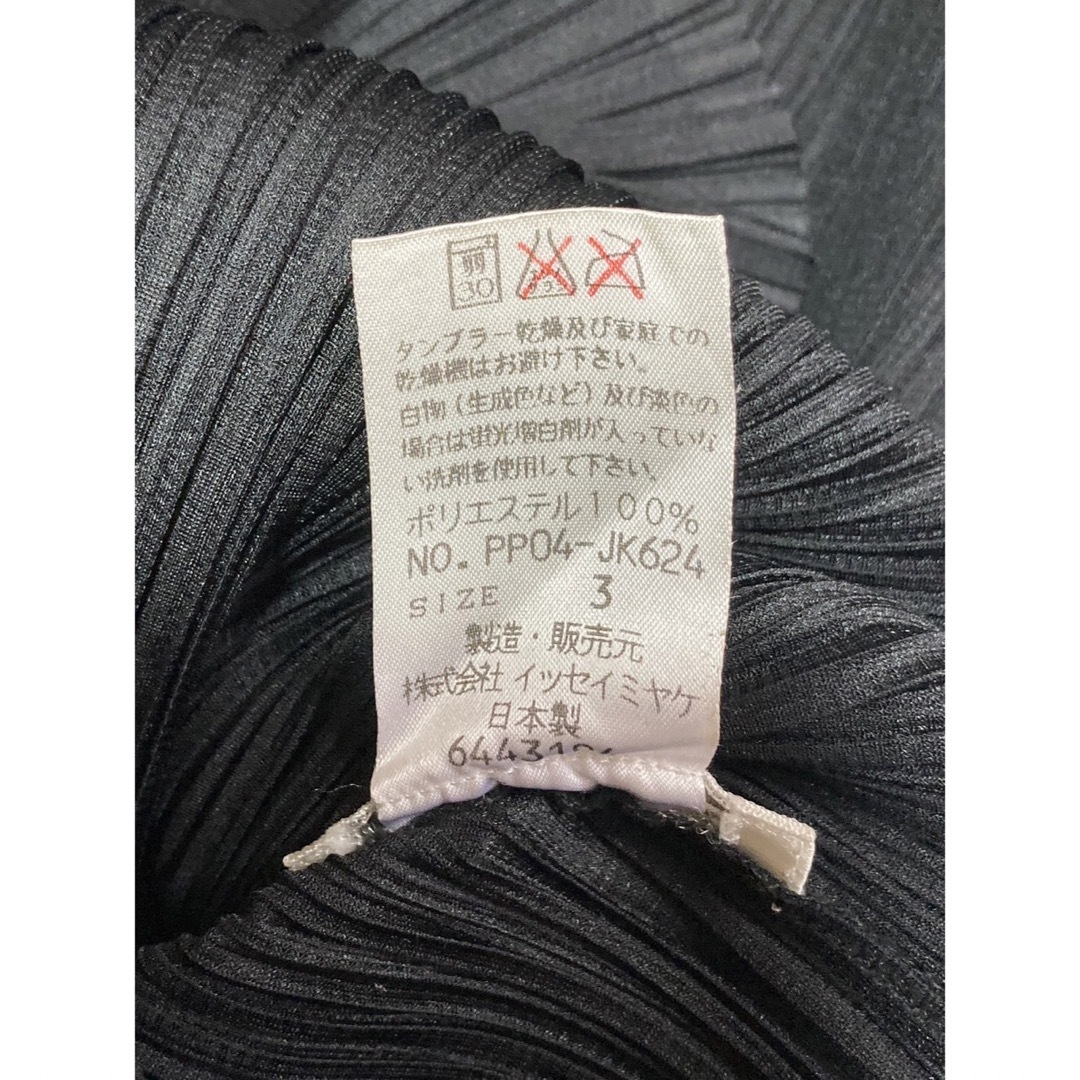 弱
30
タンブラー乾燥及び家庭での
乾燥機はお避け下さい。
白物(生成色など)及び淡色の
場合は蛍光増白剤が入っていな
い洗剤を使用して下さい。
ポリエステル100%
NO. PP04-JK624
SIZE 3
製造・販売元
株式会社イッセイミヤケ
日本製